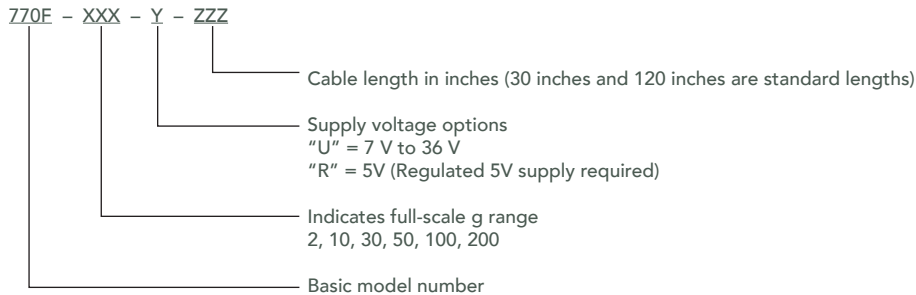 770F – XXX – Y – ZZZ
Cable length in inches (30 inches and 120 inches are standard lengths)
Supply voltage options
“U” = 7 V to 36 V
“R” = 5V (Regulated 5V supply required)
Indicates full-scale g range
2, 10, 30, 50, 100, 200
Basic model number